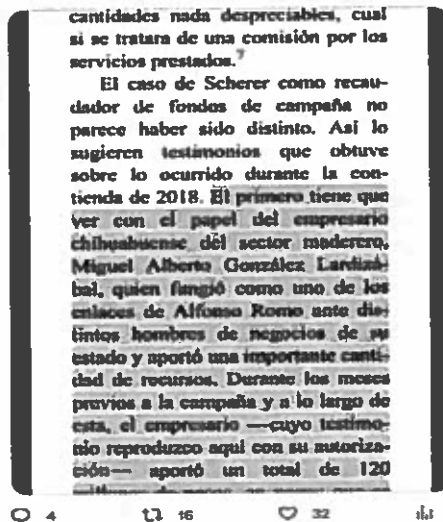 cantidades nada despreciables, cual
si se tratara de una comisión por los
servicios prestados.7
El caso de Scherer como recau-
dador de fondos de campaña no
parece haber sido distinto. Así lo
sugieren testimonios que obtuve
sobre lo ocurrido durante la con-
tienda de 2018. El primero tiene que
ver con el papel del empresario
chihuahuense del sector maderero,
Miguel Alberto González Lardizá-
bal, quien fungió como uno de los
enlaces de Alfonso Romo ante dis-
tintos hombres de negocios de su
estado y aportó una importante canti-
dad de recursos. Durante los meses
previos a la campaña y a lo largo de
esta, el empresario —cuyo testimo-
nio reproduzco aquí con su autoriza-
ción— aportó un total de 120
4 16 32